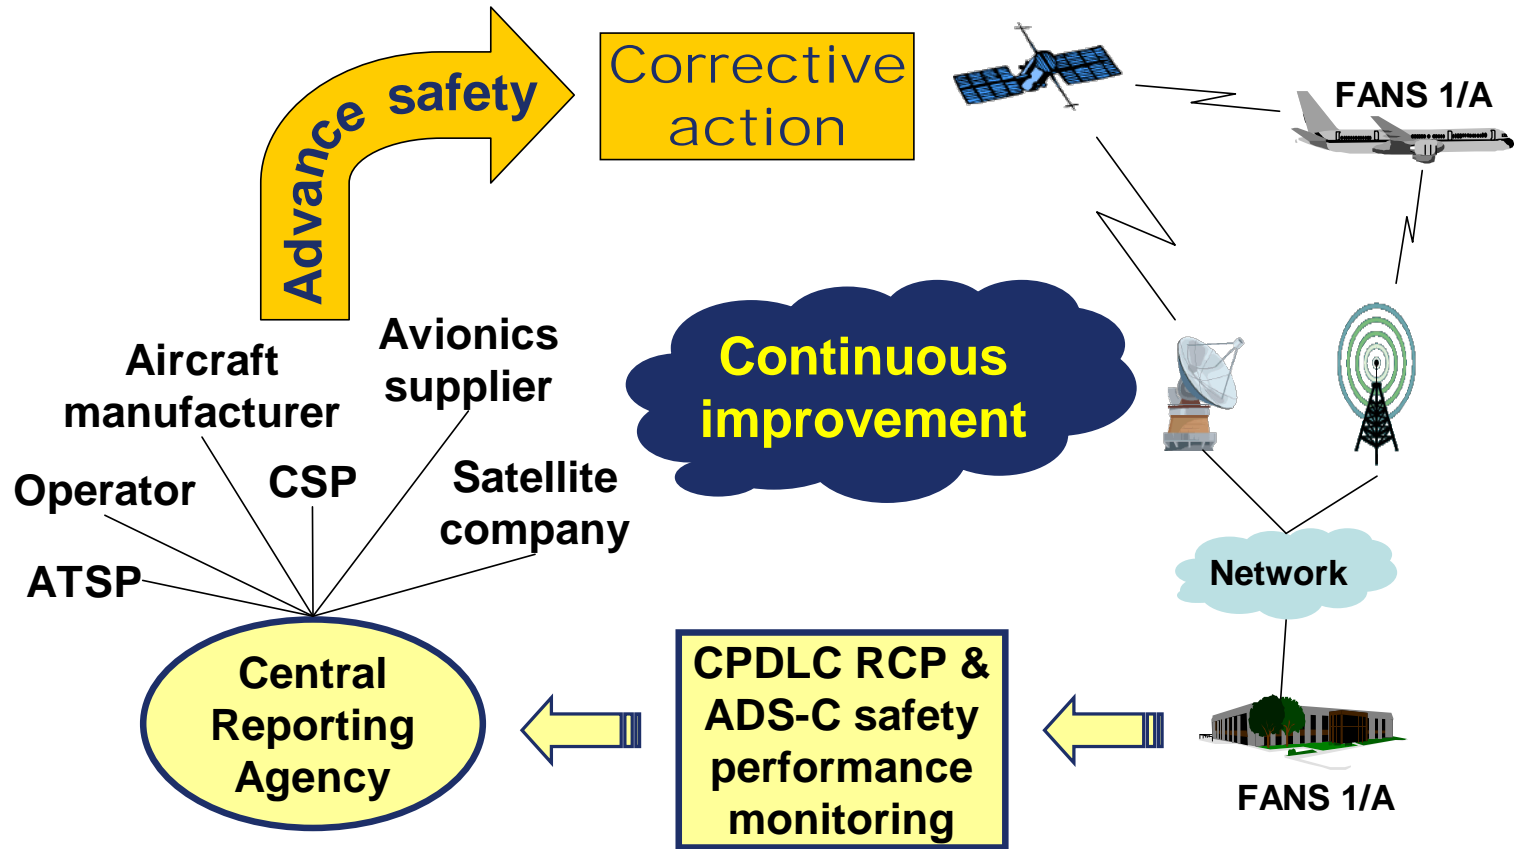 Advance safety
Corrective
action
FANS 1/A
Continuous
improvement
Aircraft
manufacturer
Avionics
supplier
Operator
CSP
Satellite
company
ATSP
Network
Central
Reporting
Agency
CPDLC RCP &
ADS-C safety
performance
monitoring
FANS 1/A